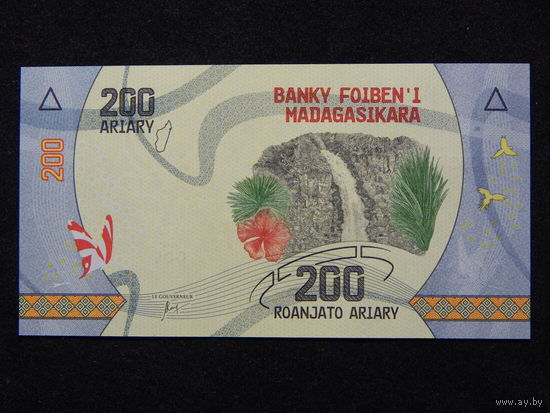 200
ARIARY
BANKY FOIBEN'I
MADAGASIKARA
200
LE GOUVERNEUR
200
ROANJATO ARIARY
www.ay.by